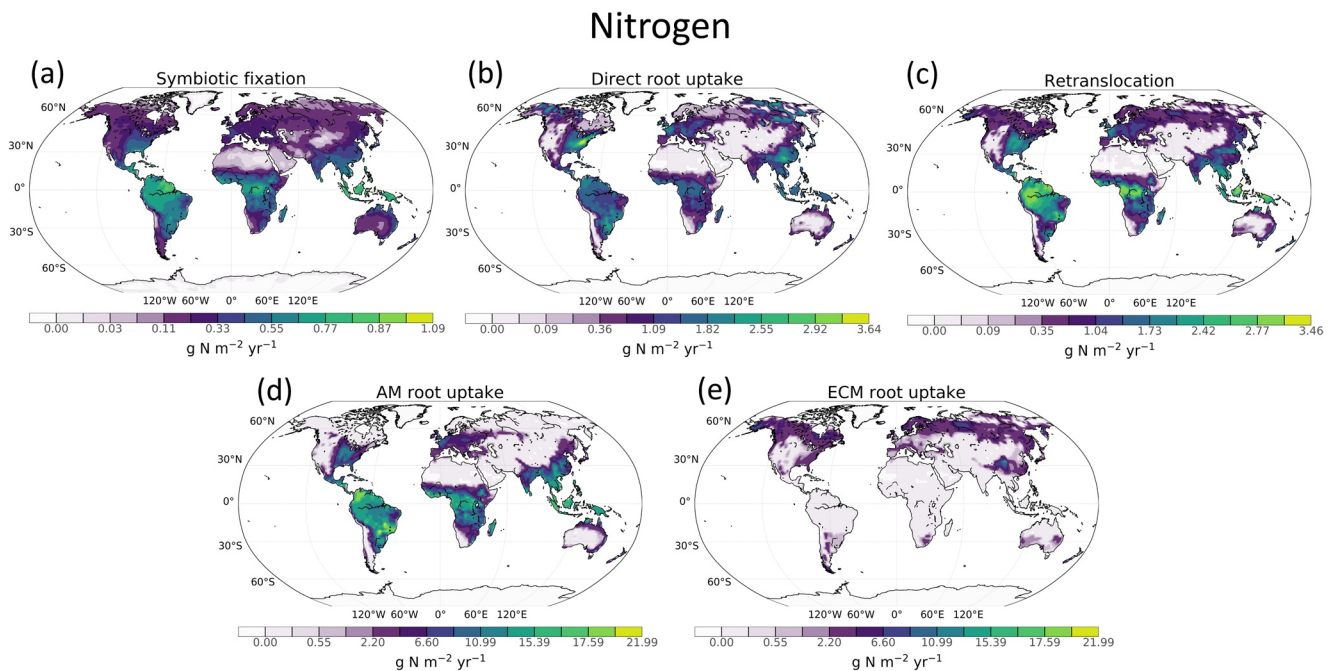 Nitrogen
(a)
Symbiotic fixation
60°N
30°N
0°
30°S
60°S
120°W 60°W 0° 60°E 120°E
0.00 0.03 0.11 0.33 0.55 0.77 0.87 1.09
g N m⁻² yr⁻¹
(b)
Direct root uptake
60°N
30°N
0°
30°S
60°S
120°W 60°W 0° 60°E 120°E
0.00 0.09 0.36 1.09 1.82 2.55 2.92 3.64
g N m⁻² yr⁻¹
(c)
Retranslocation
60°N
30°N
0°
30°S
60°S
120°W 60°W 0° 60°E 120°E
0.00 0.09 0.35 1.04 1.73 2.42 2.77 3.46
g N m⁻² yr⁻¹
(d)
AM root uptake
60°N
30°N
0°
30°S
60°S
120°W 60°W 0° 60°E 120°E
0.00 0.55 2.20 6.60 10.99 15.39 17.59 21.99
g N m⁻² yr⁻¹
(e)
ECM root uptake
60°N
30°N
0°
30°S
60°S
120°W 60°W 0° 60°E 120°E
0.00 0.55 2.20 6.60 10.99 15.39 17.59 21.99
g N m⁻² yr⁻¹